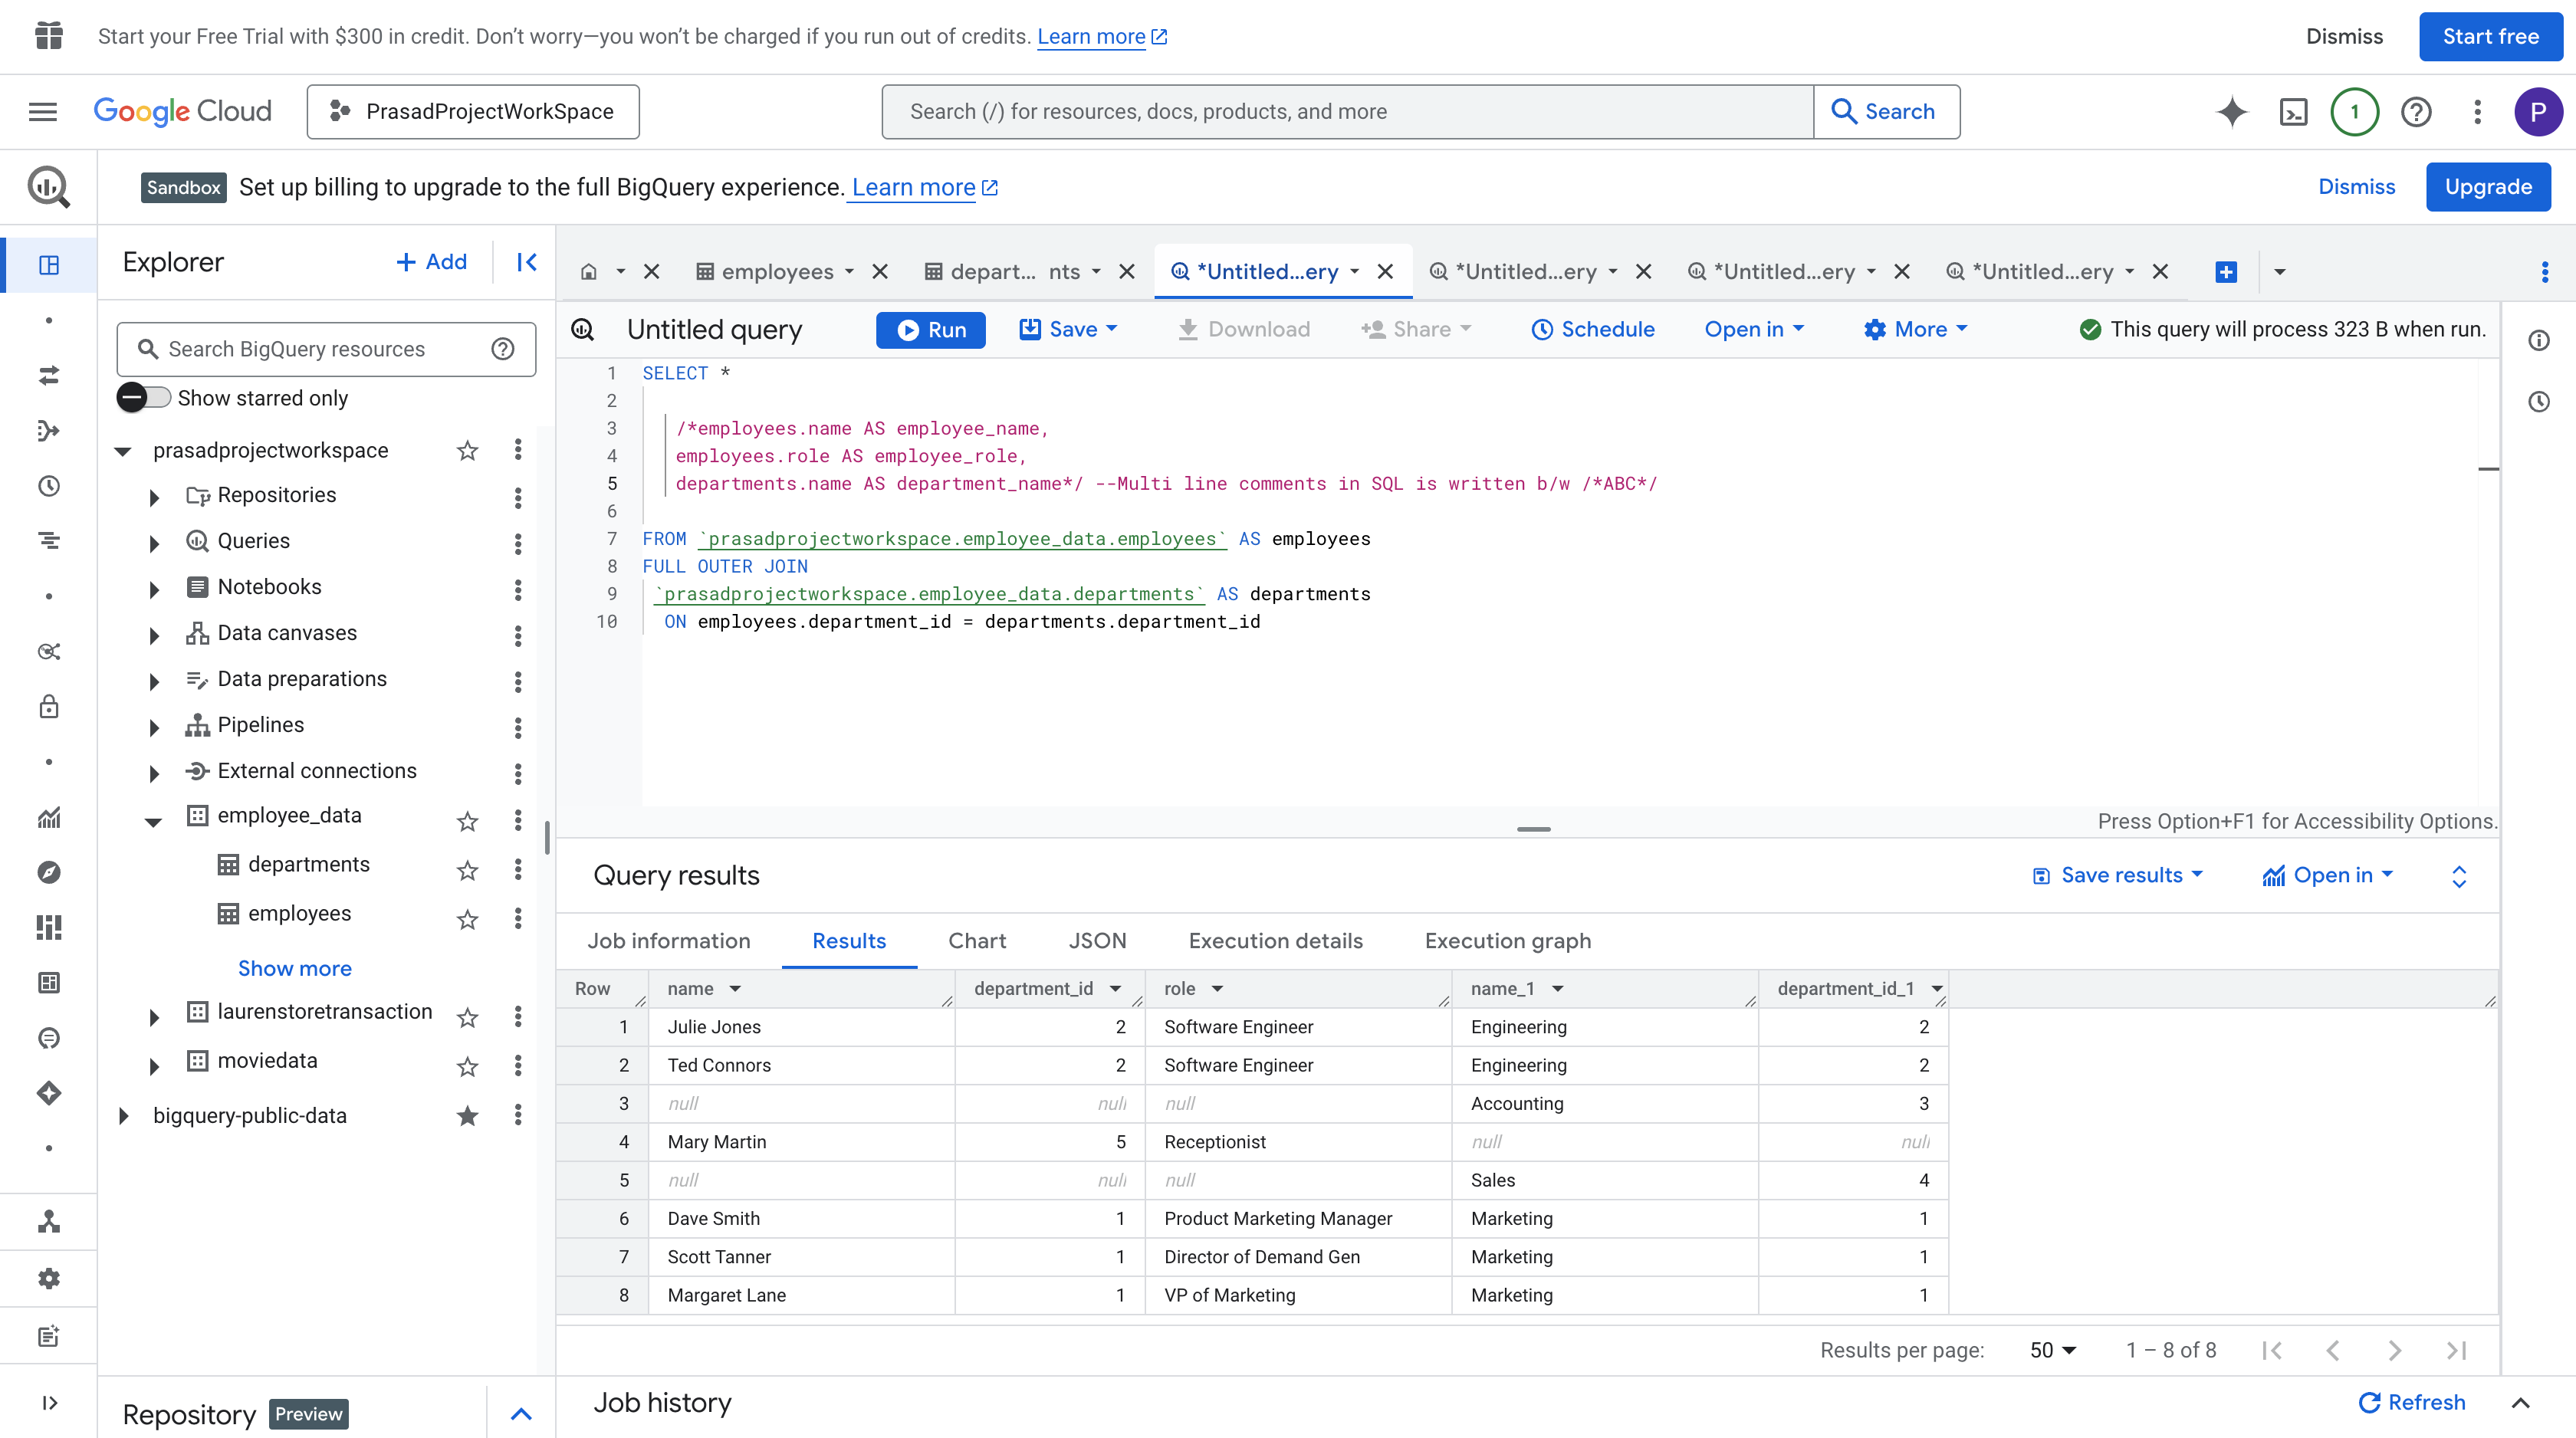 Start your Free Trial with $300 in credit. Don't worry—you won't be charged if you run out of credits. Learn more
Dismiss
Start free
Google Cloud
PrasadProjectWorkSpace
Search (/) for resources, docs, products, and more
Search
1
P
Sandbox
Set up billing to upgrade to the full BigQuery experience. Learn more
Dismiss
Upgrade
Explorer
+ Add
employees
depart... nts
*Untitled...ery
*Untitled...ery
*Untitled...ery
*Untitled...ery
Search BigQuery resources
Show starred only
prasadprojectworkspace
Repositories
Queries
Notebooks
Data canvases
Data preparations
Pipelines
External connections
employee_data
departments
employees
Show more
laurenstoretransaction
moviedata
bigquery-public-data
Repository Preview
Untitled query
Run
Save
Download
Share
Schedule
Open in
More
This query will process 323 B when run.
1 SELECT *
2
3 /*employees.name AS employee_name,
4 employees.role AS employee_role,
5 departments.name AS department_name*/ --Multi line comments in SQL is written b/w /*ABC*/
6
7 FROM `prasadprojectworkspace.employee_data.employees` AS employees
8 FULL OUTER JOIN
9 `prasadprojectworkspace.employee_data.departments` AS departments
10 ON employees.department_id = departments.department_id
Press Option+F1 for Accessibility Options.
Query results
Save results
Open in
Job information
Results
Chart
JSON
Execution details
Execution graph
Row name department_id role name_1 department_id_1
1 Julie Jones 2 Software Engineer Engineering 2
2 Ted Connors 2 Software Engineer Engineering 2
3 null null null Accounting 3
4 Mary Martin 5 Receptionist null null
5 null null null Sales 4
6 Dave Smith 1 Product Marketing Manager Marketing 1
7 Scott Tanner 1 Director of Demand Gen Marketing 1
8 Margaret Lane 1 VP of Marketing Marketing 1
Results per page: 50 1 – 8 of 8
Job history
Refresh